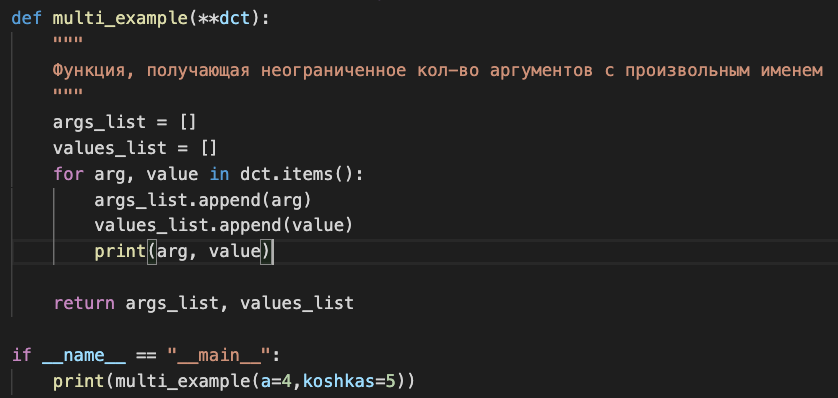 def multi_example(**dct):
    """
    Функция, получающая неограниченное кол-во аргументов с произвольным именем
    """
    args_list = []
    values_list = []
    for arg, value in dct.items():
        args_list.append(arg)
        values_list.append(value)
        print(arg, value)
    return args_list, values_list
if __name__ == "__main__":
    print(multi_example(a=4,koshkas=5))